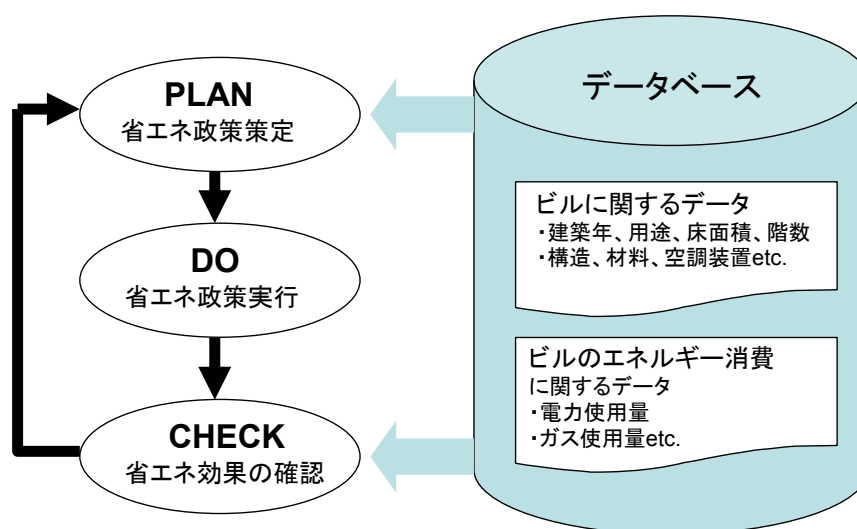 PLAN
省エネ政策策定
DO
省エネ政策実行
CHECK
省エネ効果の確認
データベース
ビルに関するデータ
・建築年、用途、床面積、階数
・構造、材料、空調装置etc.
ビルのエネルギー消費
に関するデータ
・電力使用量
・ガス使用量etc.